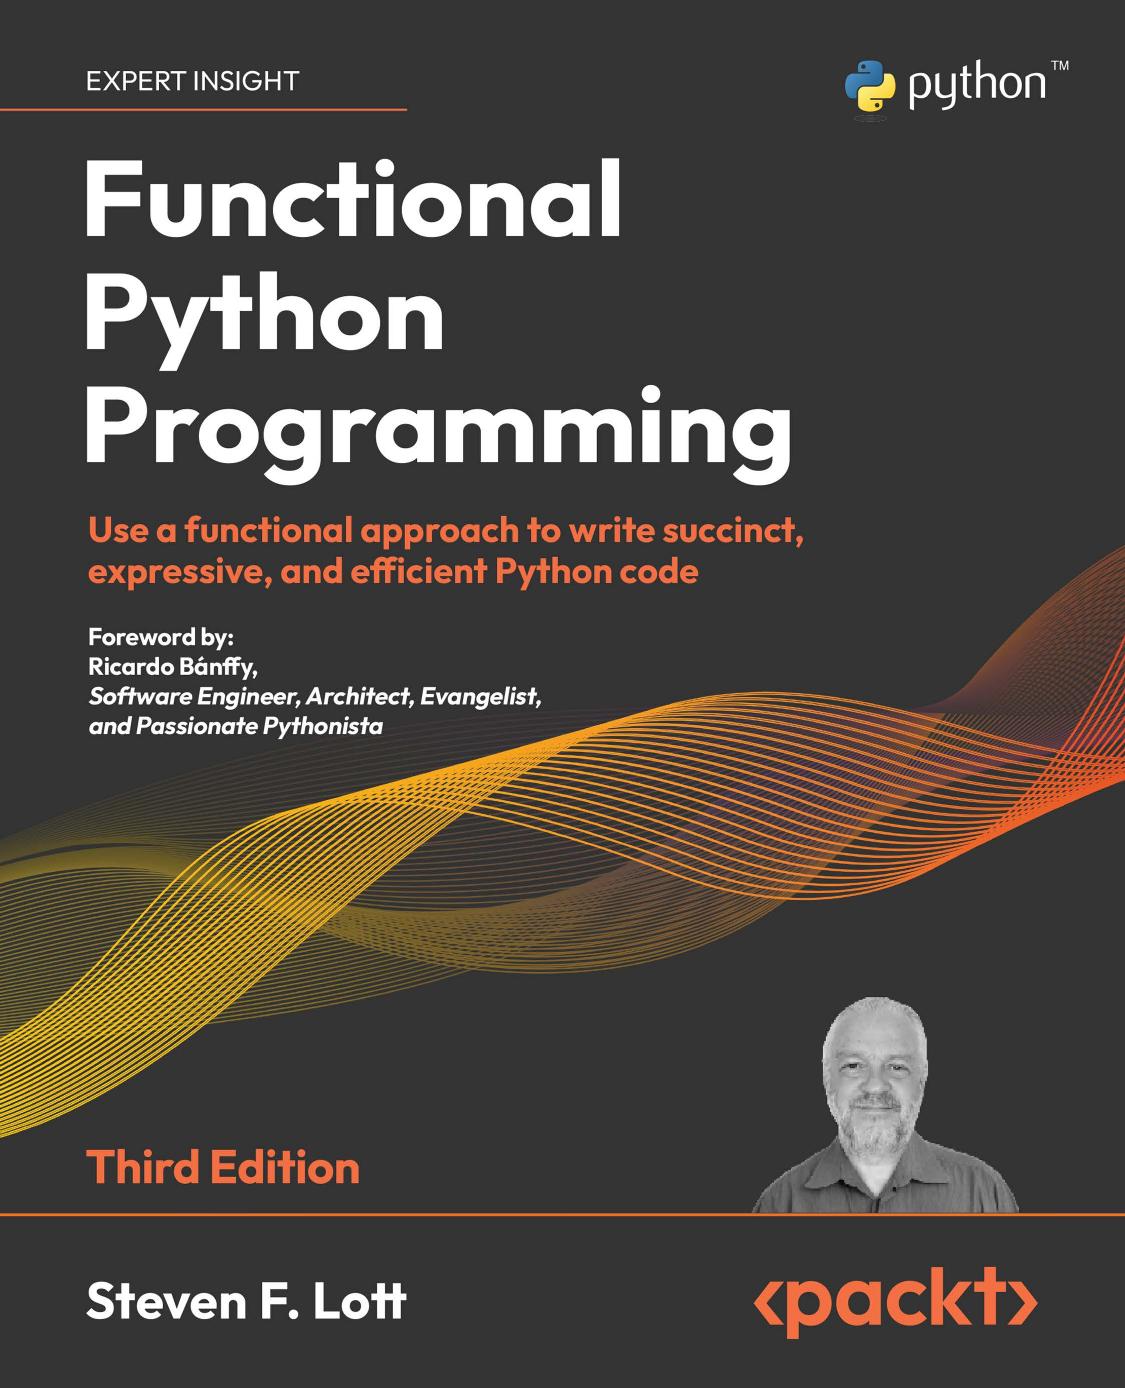 EXPERT INSIGHT
python™
Functional
Python
Programming
Use a functional approach to write succinct,
expressive, and efficient Python code
Foreword by:
Ricardo Bánffy,
Software Engineer, Architect, Evangelist,
and Passionate Pythonista
Third Edition
Steven F. Lott
<packt>